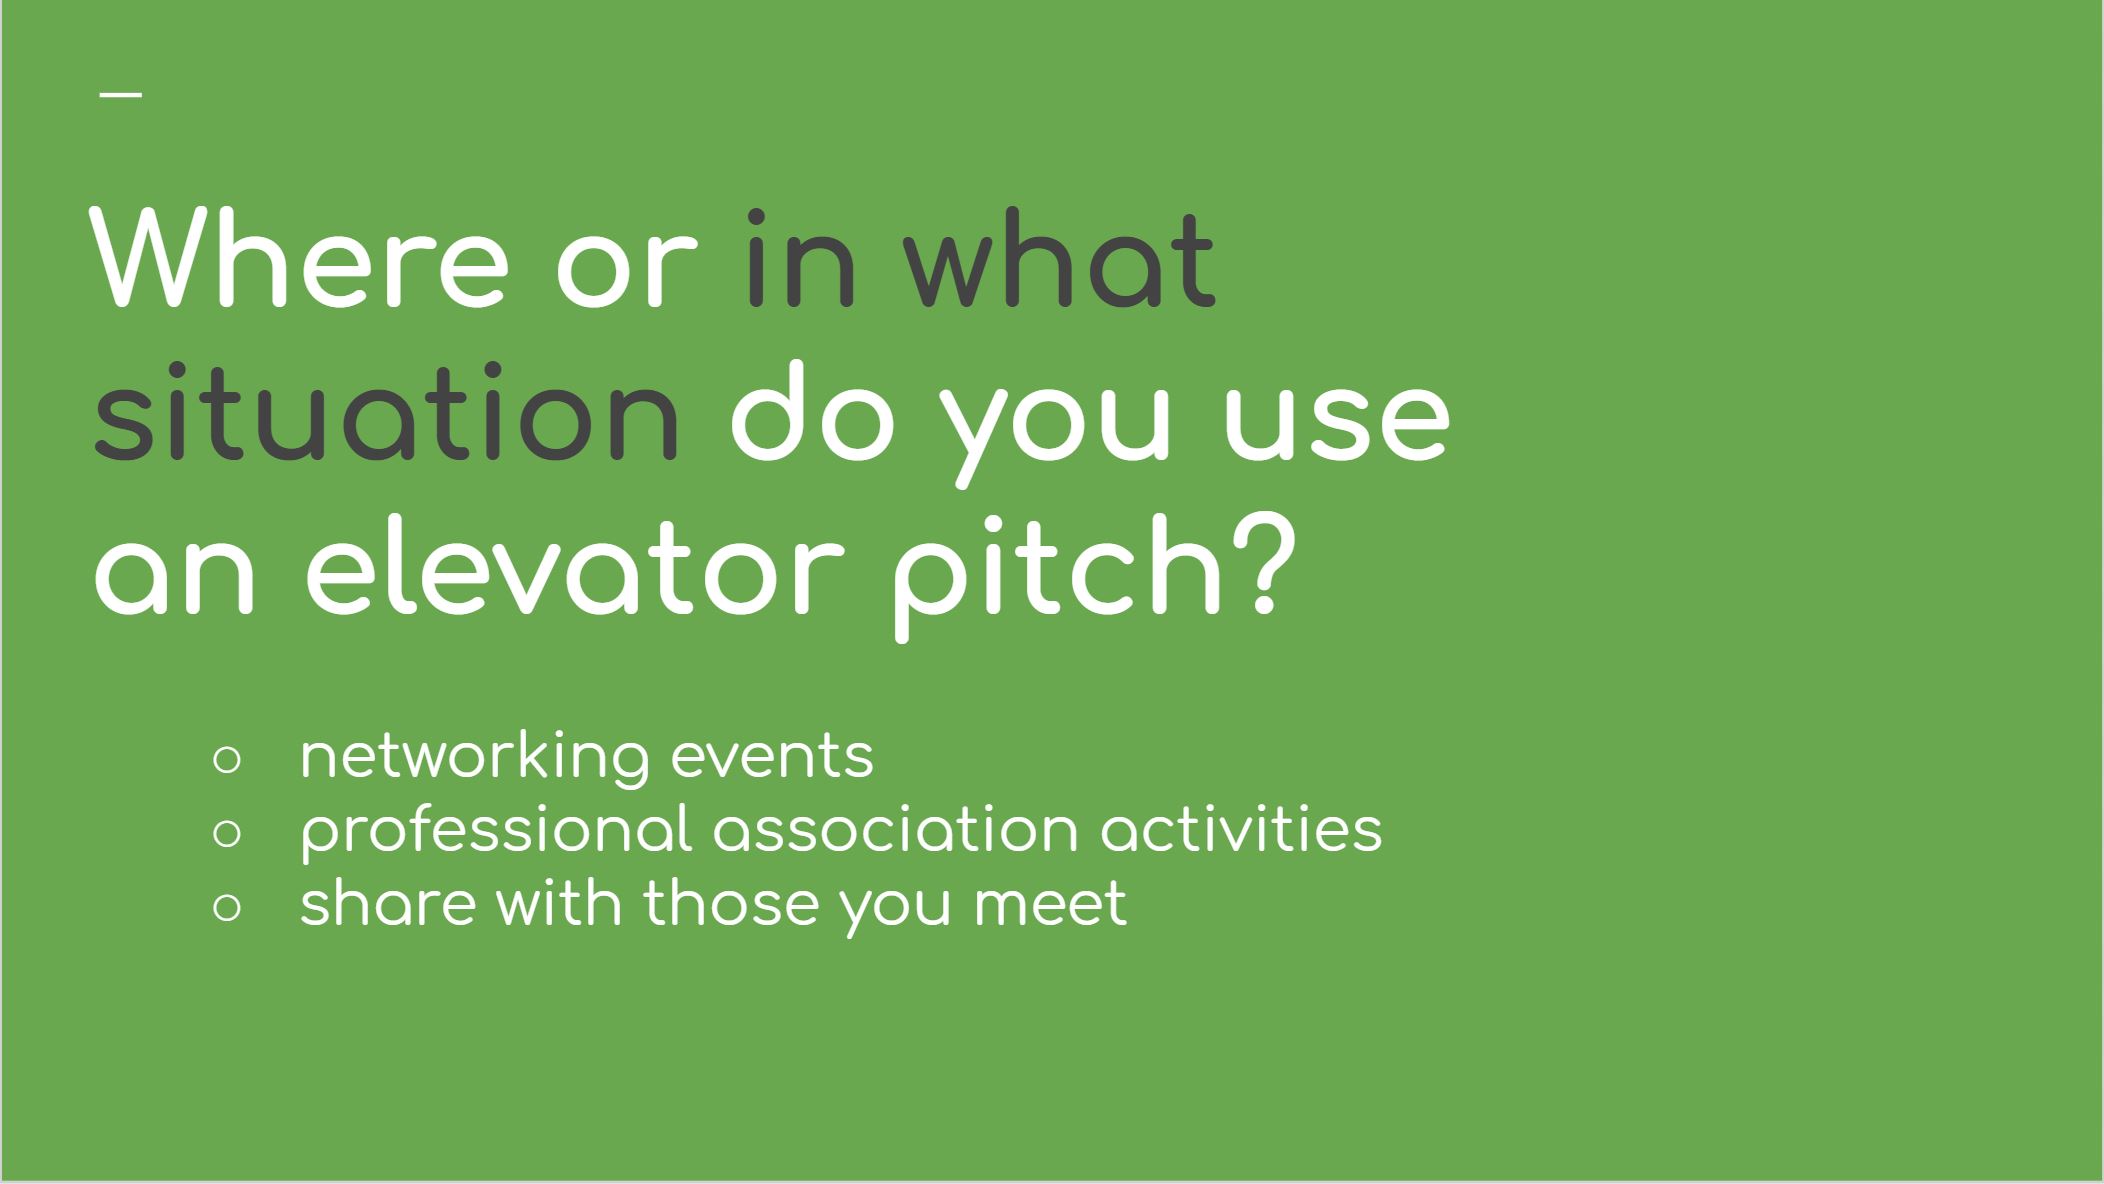 Where or in what
situation do you use
an elevator pitch?
○ networking events
○ professional association activities
○ share with those you meet